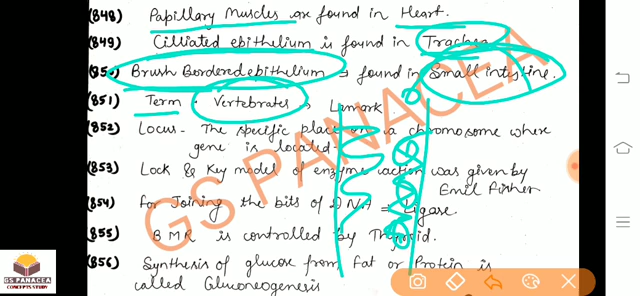 (848) Papillary Muscles are found in Heart.
(849) Cilliated epithelium is found in Trachea
(850) Brush Bordered epithelium → found in Small intestine.
(851) Term · Vertebrates → Lamark
(852) Locus - The specific place on a chromosome where
gene is located.
(853) Lock & Key model of enzyme action was given by
Emil Fisher
(854) For Joining the bits of DNA = Ligase
(855) BMR is controlled by Thyroid.
(856) Synthesis of glucose from Fat or Protein is
called Gluconeogenesis
GS PANACEA
GS PANACEA
CONCEPTS STUDY